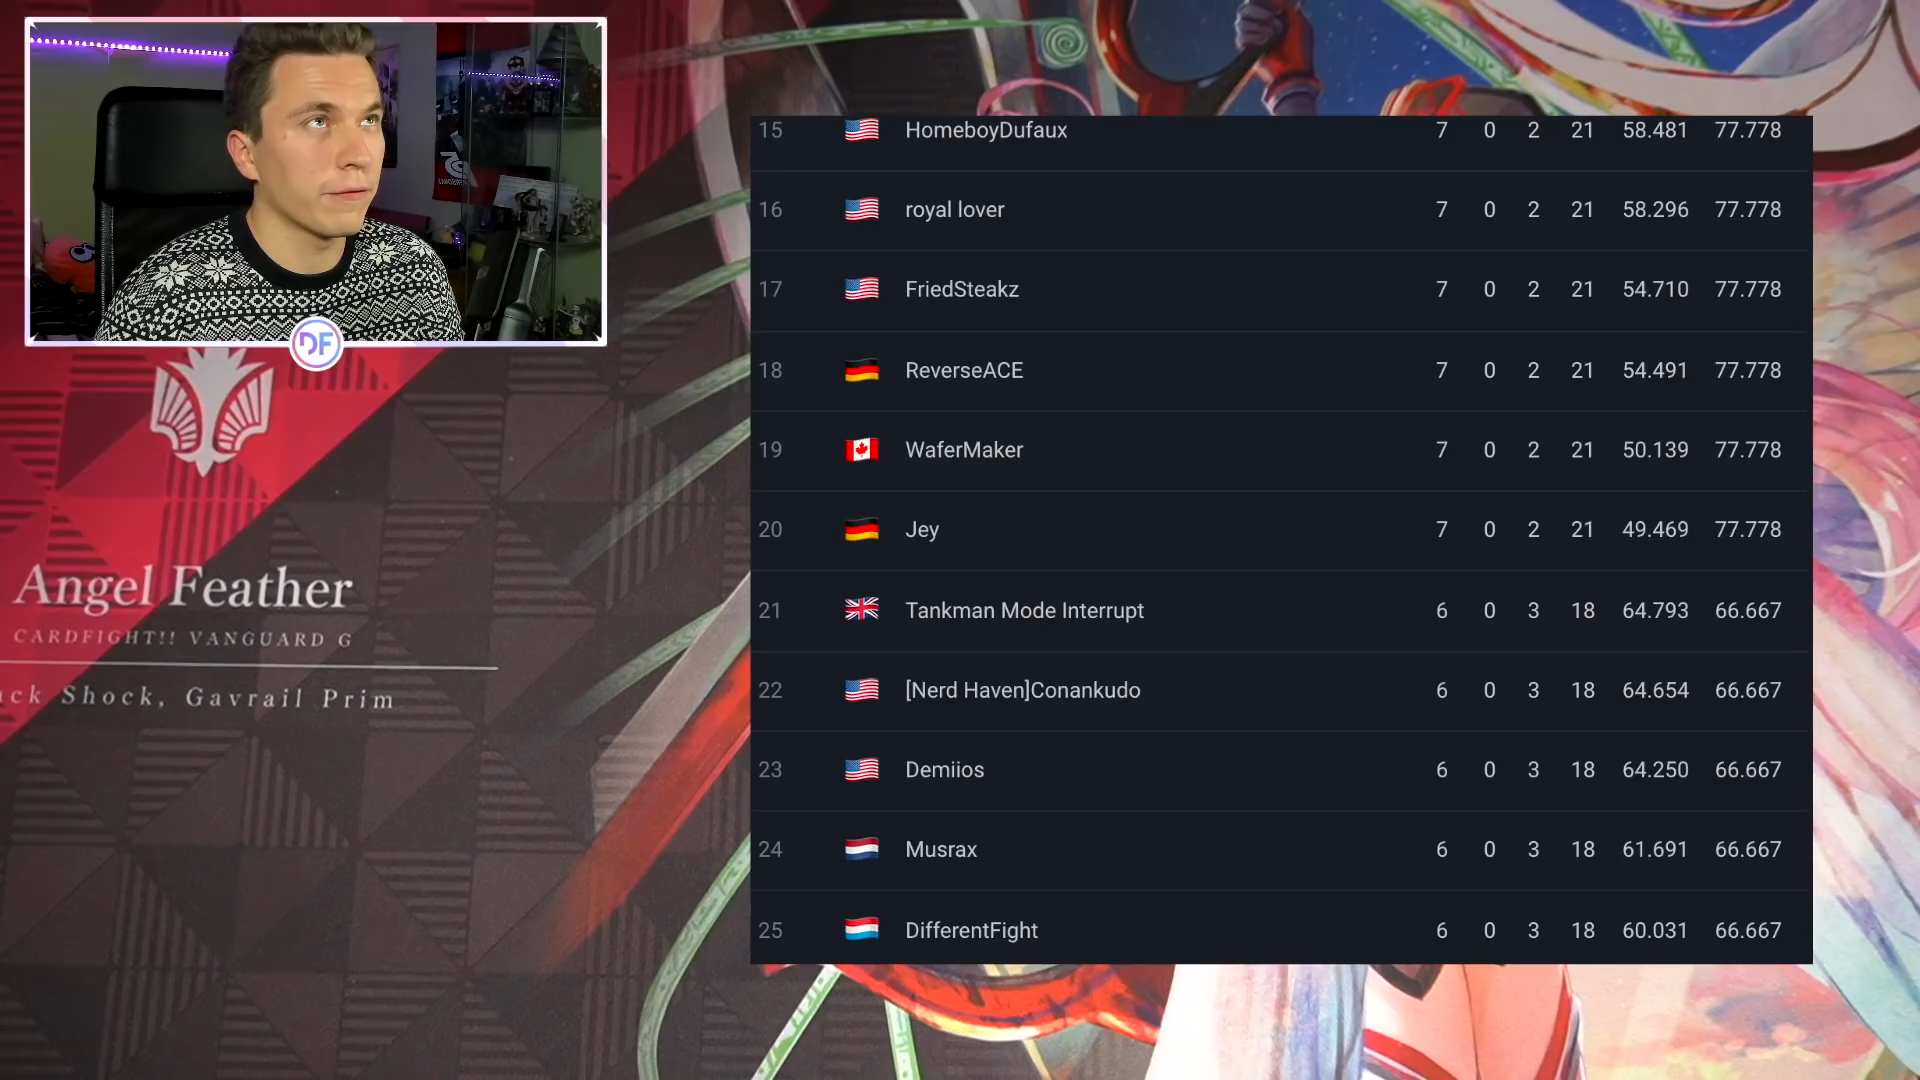 DF
Angel Feather
CARDFIGHT!! VANGUARD G
ck Shock, Gavrail Prim
15 HomeboyDufaux 7 0 2 21 58.481 77.778
16 royal lover 7 0 2 21 58.296 77.778
17 FriedSteakz 7 0 2 21 54.710 77.778
18 ReverseACE 7 0 2 21 54.491 77.778
19 WaferMaker 7 0 2 21 50.139 77.778
20 Jey 7 0 2 21 49.469 77.778
21 Tankman Mode Interrupt 6 0 3 18 64.793 66.667
22 [Nerd Haven]Conankudo 6 0 3 18 64.654 66.667
23 Demiios 6 0 3 18 64.250 66.667
24 Musrax 6 0 3 18 61.691 66.667
25 DifferentFight 6 0 3 18 60.031 66.667